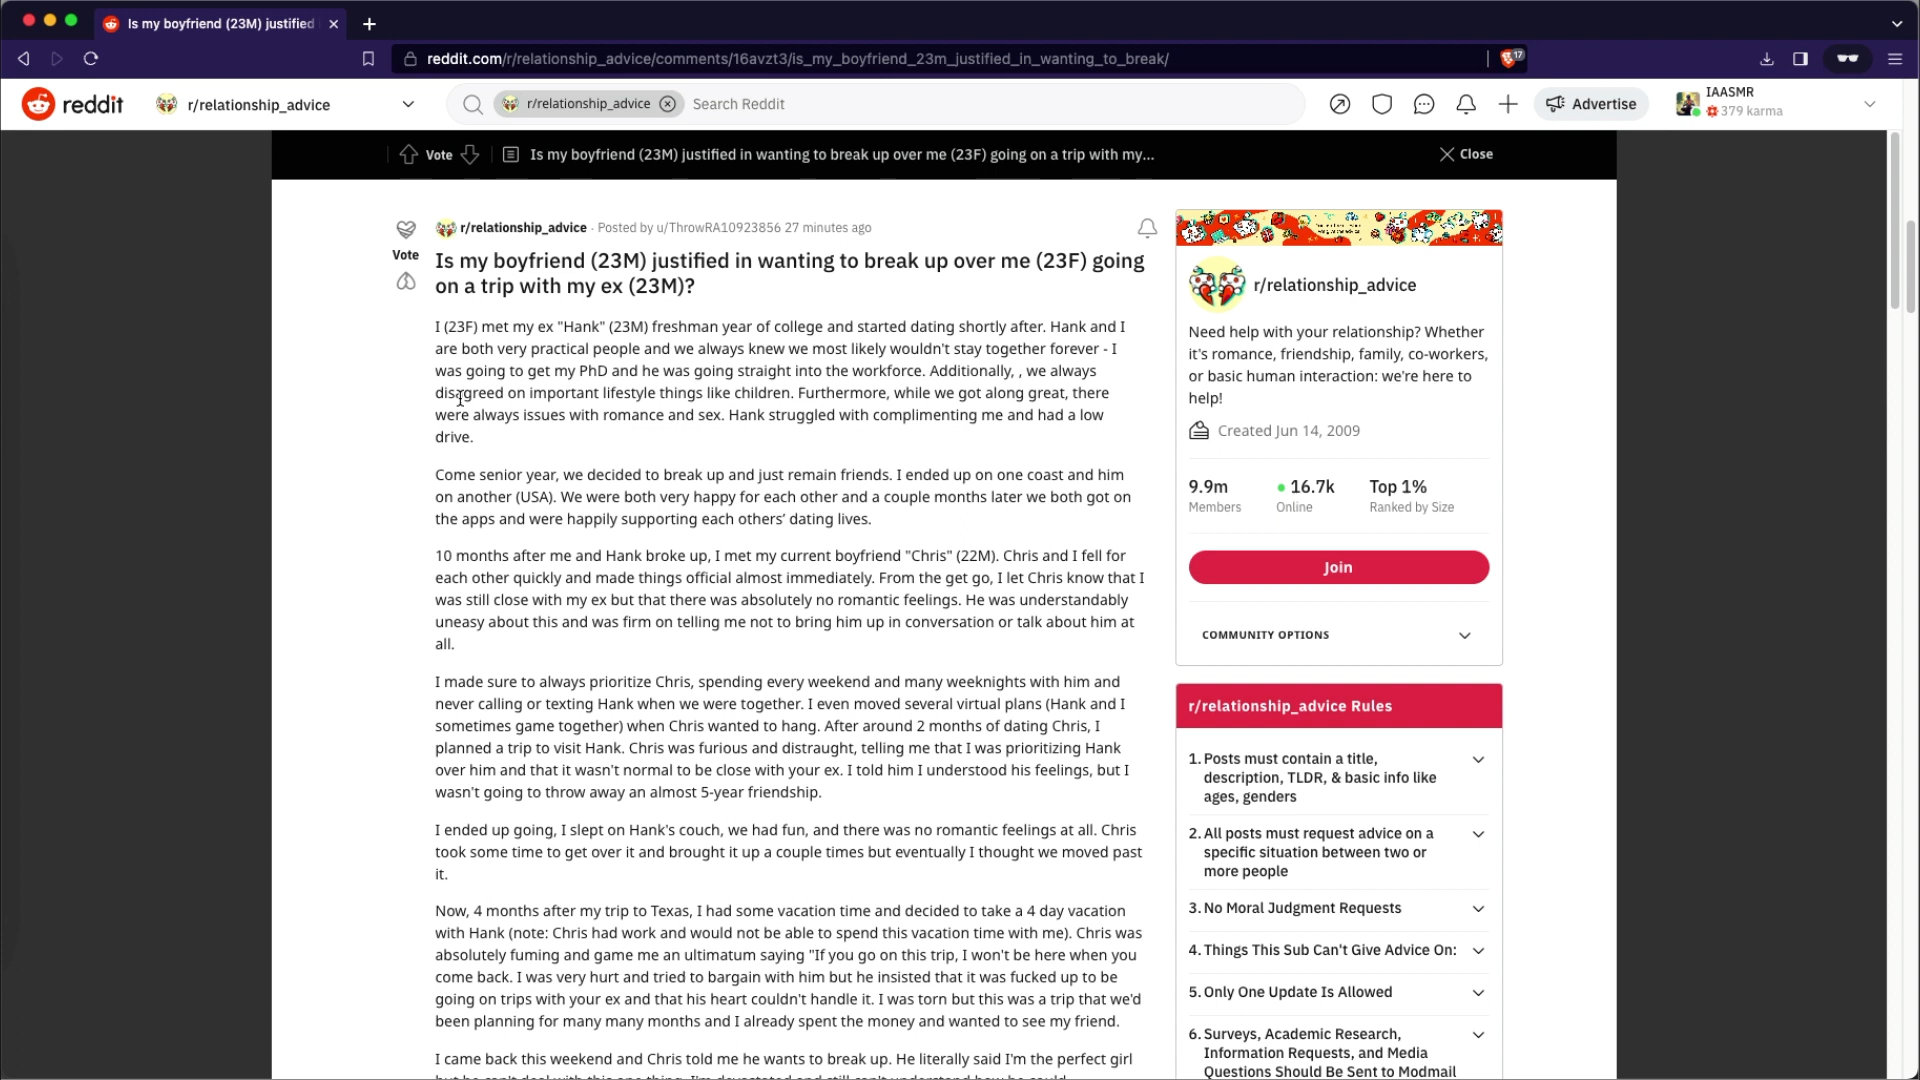 Is my boyfriend (23M) justified
reddit.com/r/relationship_advice/comments/16avzt3/is_my_boyfriend_23m_justified_in_wanting_to_break/
17
reddit
r/relationship_advice
r/relationship_advice
Search Reddit
Advertise
IAASMR
379 karma
Vote
Is my boyfriend (23M) justified in wanting to break up over me (23F) going on a trip with my...
Close
r/relationship_advice · Posted by u/ThrowRA10923856 27 minutes ago
Vote
Is my boyfriend (23M) justified in wanting to break up over me (23F) going
on a trip with my ex (23M)?
I (23F) met my ex "Hank" (23M) freshman year of college and started dating shortly after. Hank and I
are both very practical people and we always knew we most likely wouldn't stay together forever - I
was going to get my PhD and he was going straight into the workforce. Additionally, , we always
disagreed on important lifestyle things like children. Furthermore, while we got along great, there
were always issues with romance and sex. Hank struggled with complimenting me and had a low
drive.
Come senior year, we decided to break up and just remain friends. I ended up on one coast and him
on another (USA). We were both very happy for each other and a couple months later we both got on
the apps and were happily supporting each others’ dating lives.
10 months after me and Hank broke up, I met my current boyfriend "Chris" (22M). Chris and I fell for
each other quickly and made things official almost immediately. From the get go, I let Chris know that I
was still close with my ex but that there was absolutely no romantic feelings. He was understandably
uneasy about this and was firm on telling me not to bring him up in conversation or talk about him at
all.
I made sure to always prioritize Chris, spending every weekend and many weeknights with him and
never calling or texting Hank when we were together. I even moved several virtual plans (Hank and I
sometimes game together) when Chris wanted to hang. After around 2 months of dating Chris, I
planned a trip to visit Hank. Chris was furious and distraught, telling me that I was prioritizing Hank
over him and that it wasn't normal to be close with your ex. I told him I understood his feelings, but I
wasn't going to throw away an almost 5-year friendship.
I ended up going, I slept on Hank's couch, we had fun, and there was no romantic feelings at all. Chris
took some time to get over it and brought it up a couple times but eventually I thought we moved past
it.
Now, 4 months after my trip to Texas, I had some vacation time and decided to take a 4 day vacation
with Hank (note: Chris had work and would not be able to spend this vacation time with me). Chris was
absolutely fuming and game me an ultimatum saying "If you go on this trip, I won't be here when you
come back. I was very hurt and tried to bargain with him but he insisted that it was fucked up to be
going on trips with your ex and that his heart couldn't handle it. I was torn but this was a trip that we'd
been planning for many many months and I already spent the money and wanted to see my friend.
I came back this weekend and Chris told me he wants to break up. He literally said I'm the perfect girl
r/relationship_advice
Need help with your relationship? Whether
it's romance, friendship, family, co-workers,
or basic human interaction: we're here to
help!
Created Jun 14, 2009
9.9m
Members
16.7k
Online
Top 1%
Ranked by Size
Join
COMMUNITY OPTIONS
r/relationship_advice Rules
1. Posts must contain a title,
description, TLDR, & basic info like
ages, genders
2. All posts must request advice on a
specific situation between two or
more people
3. No Moral Judgment Requests
4. Things This Sub Can't Give Advice On:
5. Only One Update Is Allowed
6. Surveys, Academic Research,
Information Requests, and Media
Questions Should Be Sent to Modmail